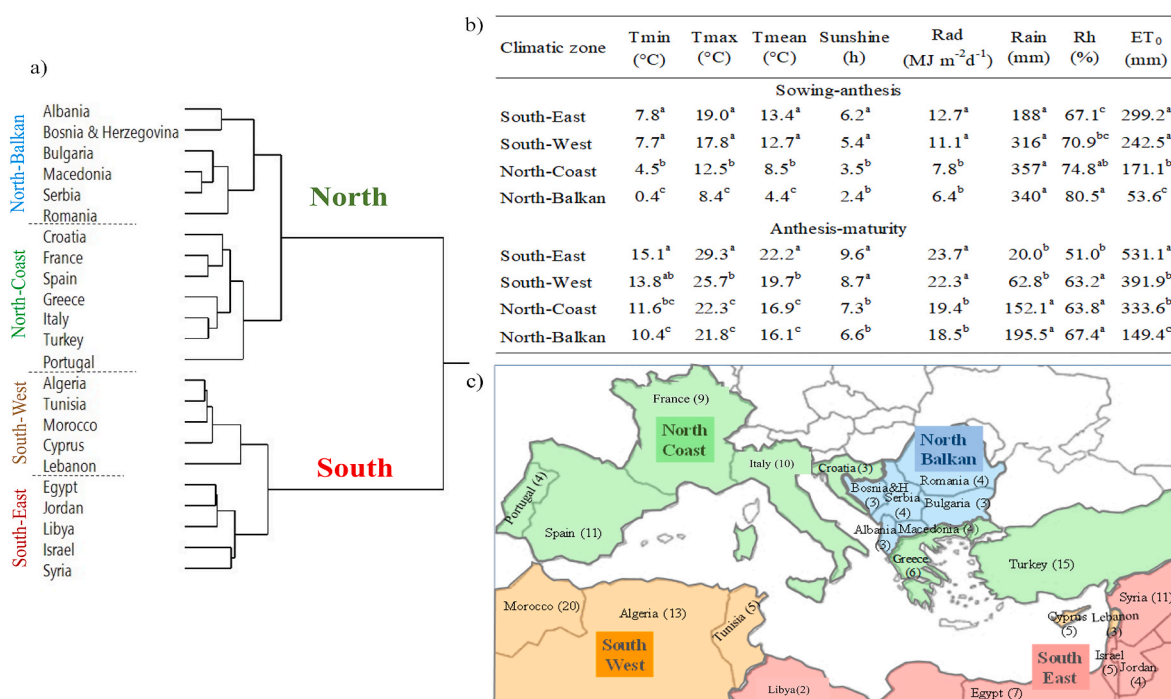 a)
North-Balkan
Albania
Bosnia & Herzegovina
Bulgaria
Macedonia
Serbia
Romania
North-Coast
Croatia
France
Spain
Greece
Italy
Turkey
Portugal
South-West
Algeria
Tunisia
Morocco
Cyprus
Lebanon
South-East
Egypt
Jordan
Libya
Israel
Syria
North
South
b)
Climatic zone Tmin (°C) Tmax (°C) Tmean (°C) Sunshine (h) Rad (MJ m⁻²d⁻¹) Rain (mm) Rh (%) ET₀ (mm)
Sowing-anthesis
South-East 7.8ᵃ 19.0ᵃ 13.4ᵃ 6.2ᵃ 12.7ᵃ 188ᵃ 67.1ᶜ 299.2ᵃ
South-West 7.7ᵃ 17.8ᵃ 12.7ᵃ 5.4ᵃ 11.1ᵃ 316ᵃ 70.9ᵇᶜ 242.5ᵃ
North-Coast 4.5ᵇ 12.5ᵇ 8.5ᵇ 3.5ᵇ 7.8ᵇ 357ᵃ 74.8ᵃᵇ 171.1ᵇ
North-Balkan 0.4ᶜ 8.4ᶜ 4.4ᶜ 2.4ᵇ 6.4ᵇ 340ᵃ 80.5ᵃ 53.6ᶜ
Anthesis-maturity
South-East 15.1ᵃ 29.3ᵃ 22.2ᵃ 9.6ᵃ 23.7ᵃ 20.0ᵇ 51.0ᵇ 531.1ᵃ
South-West 13.8ᵃᵇ 25.7ᵇ 19.7ᵇ 8.7ᵃ 22.3ᵃ 62.8ᵇ 63.2ᵃ 391.9ᵇ
North-Coast 11.6ᵇᶜ 22.3ᶜ 16.9ᶜ 7.3ᵇ 19.4ᵇ 152.1ᵃ 63.8ᵃ 333.6ᵇ
North-Balkan 10.4ᶜ 21.8ᶜ 16.1ᶜ 6.6ᵇ 18.5ᵇ 195.5ᵃ 67.4ᵃ 149.4ᶜ
c)
France (9)
North
Coast
Italy (10)
Croatia (3)
North
Balkan
Romania (4)
Bosnia&H
(3)
Serbia
(4)
Bulgaria (3)
Portugal (4)
Spain (11)
Albania
(3)
Macedonia
Greece
(6)
Turkey (15)
Morocco (20)
Algeria (13)
Tunisia (5)
South
West
Syria (11)
Cyprus
(5)
Lebanon
(3)
Israel
(5)
Jordan
(4)
South
East
Libya(2)
Egypt (7)